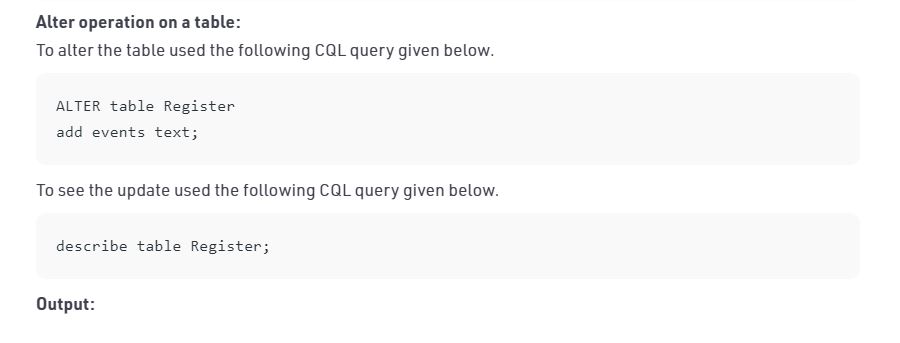 Alter operation on a table:
To alter the table used the following CQL query given below.
ALTER table Register
add events text;
To see the update used the following CQL query given below.
describe table Register;
Output: